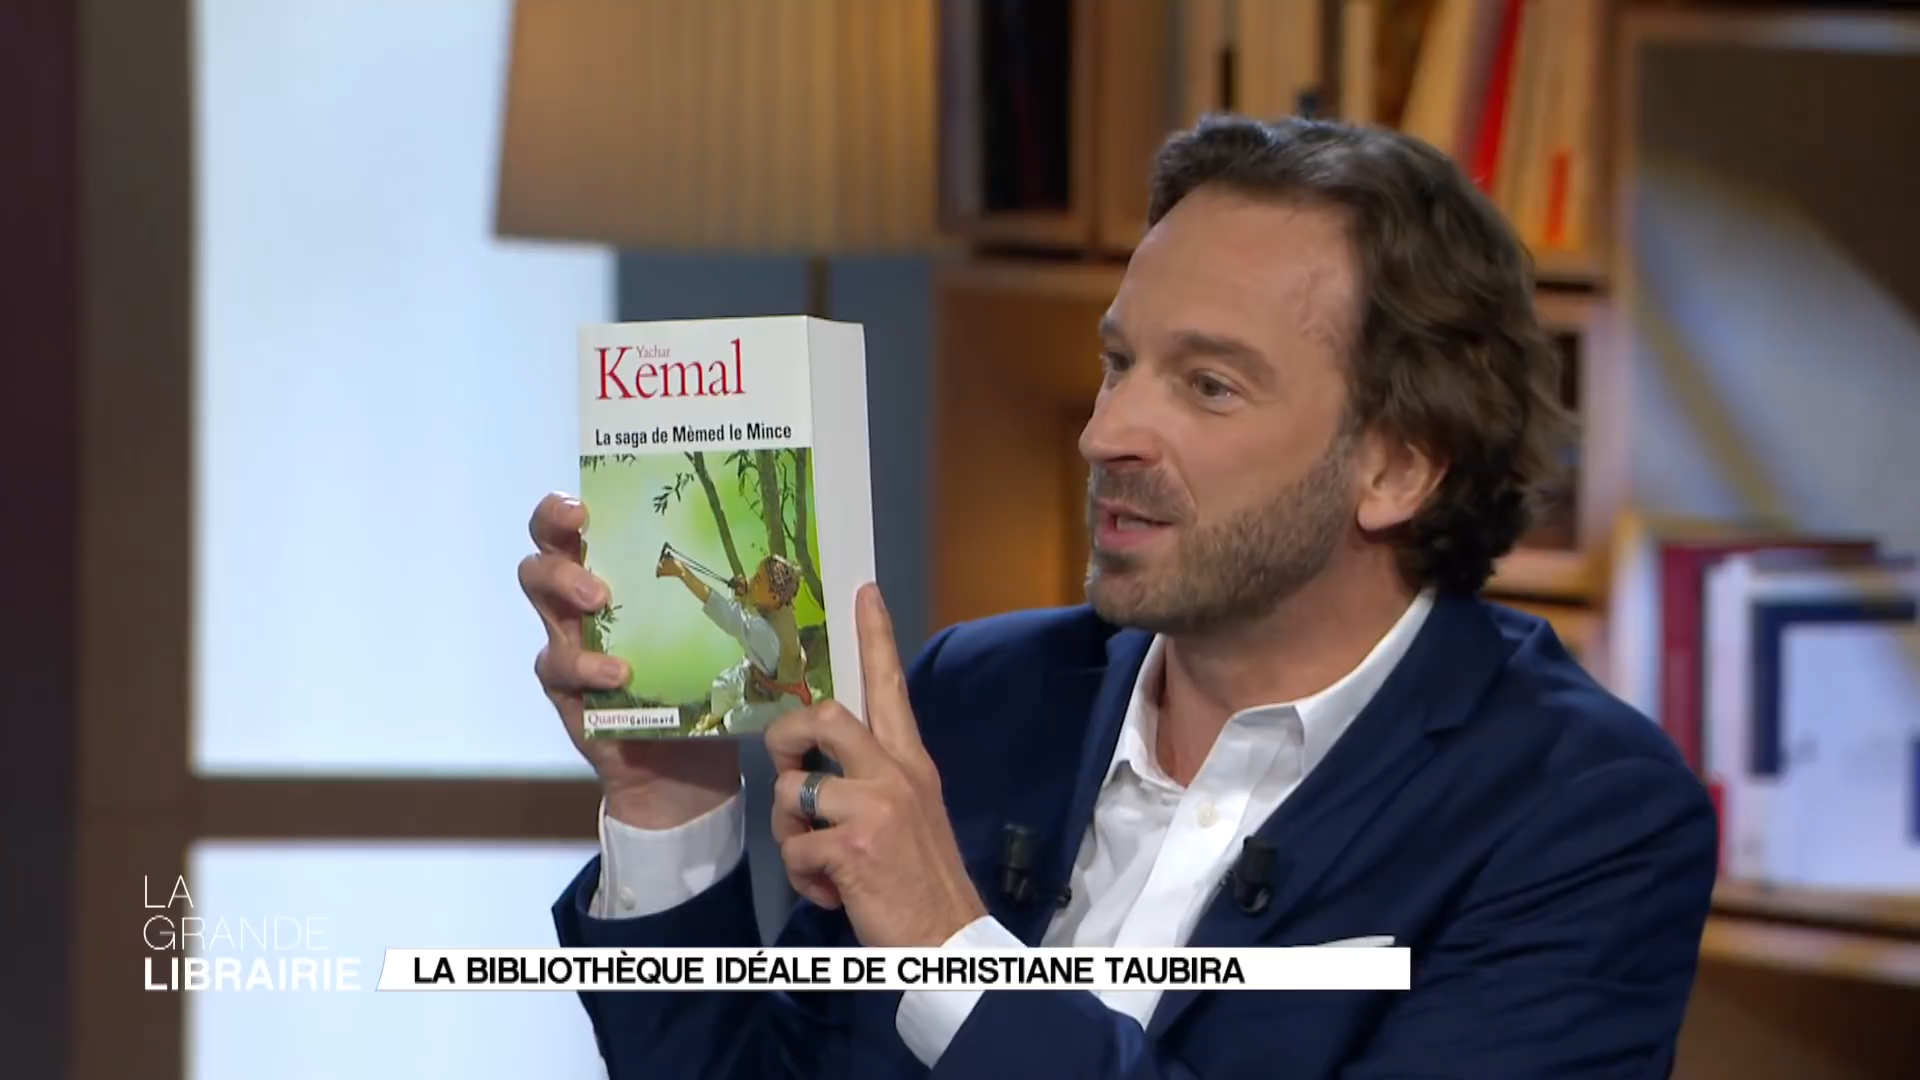 Yachar
Kemal
La saga de Mèmed le Mince
Quarto Gallimard
LA
GRANDE
LIBRAIRIE
LA BIBLIOTHÈQUE IDÉALE DE CHRISTIANE TAUBIRA